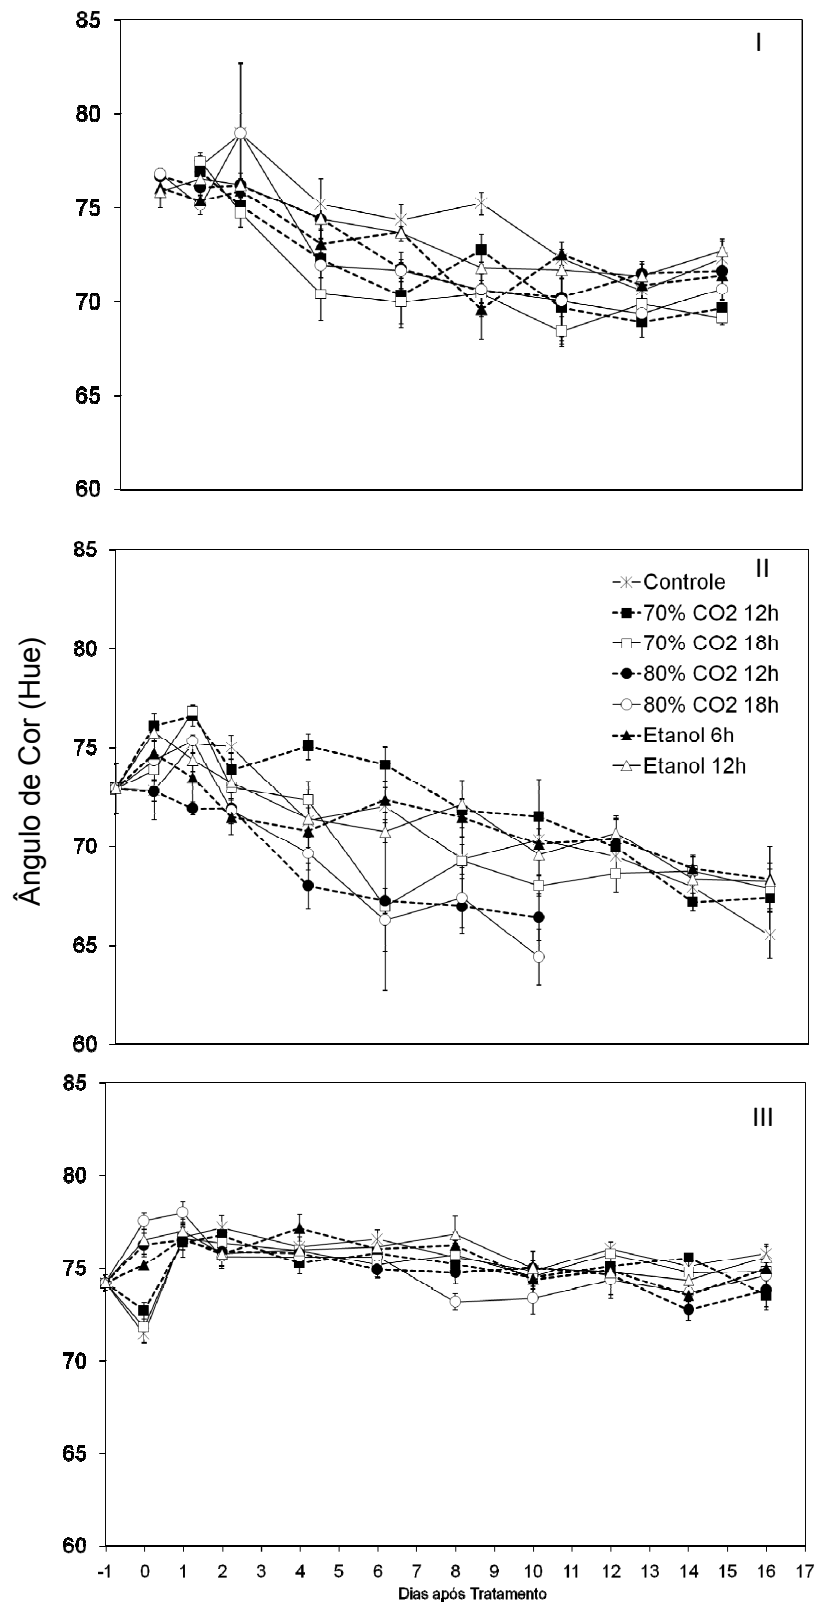 Ângulo de Cor (Hue)
85
I
80
75
70
65
60
85
II
80
75
70
65
60
Controle
70% CO2 12h
70% CO2 18h
80% CO2 12h
80% CO2 18h
Etanol 6h
Etanol 12h
85
III
80
75
70
65
60
-1 0 1 2 3 4 5 6 7 8 9 10 11 12 13 14 15 16 17
Dias após Tratamento